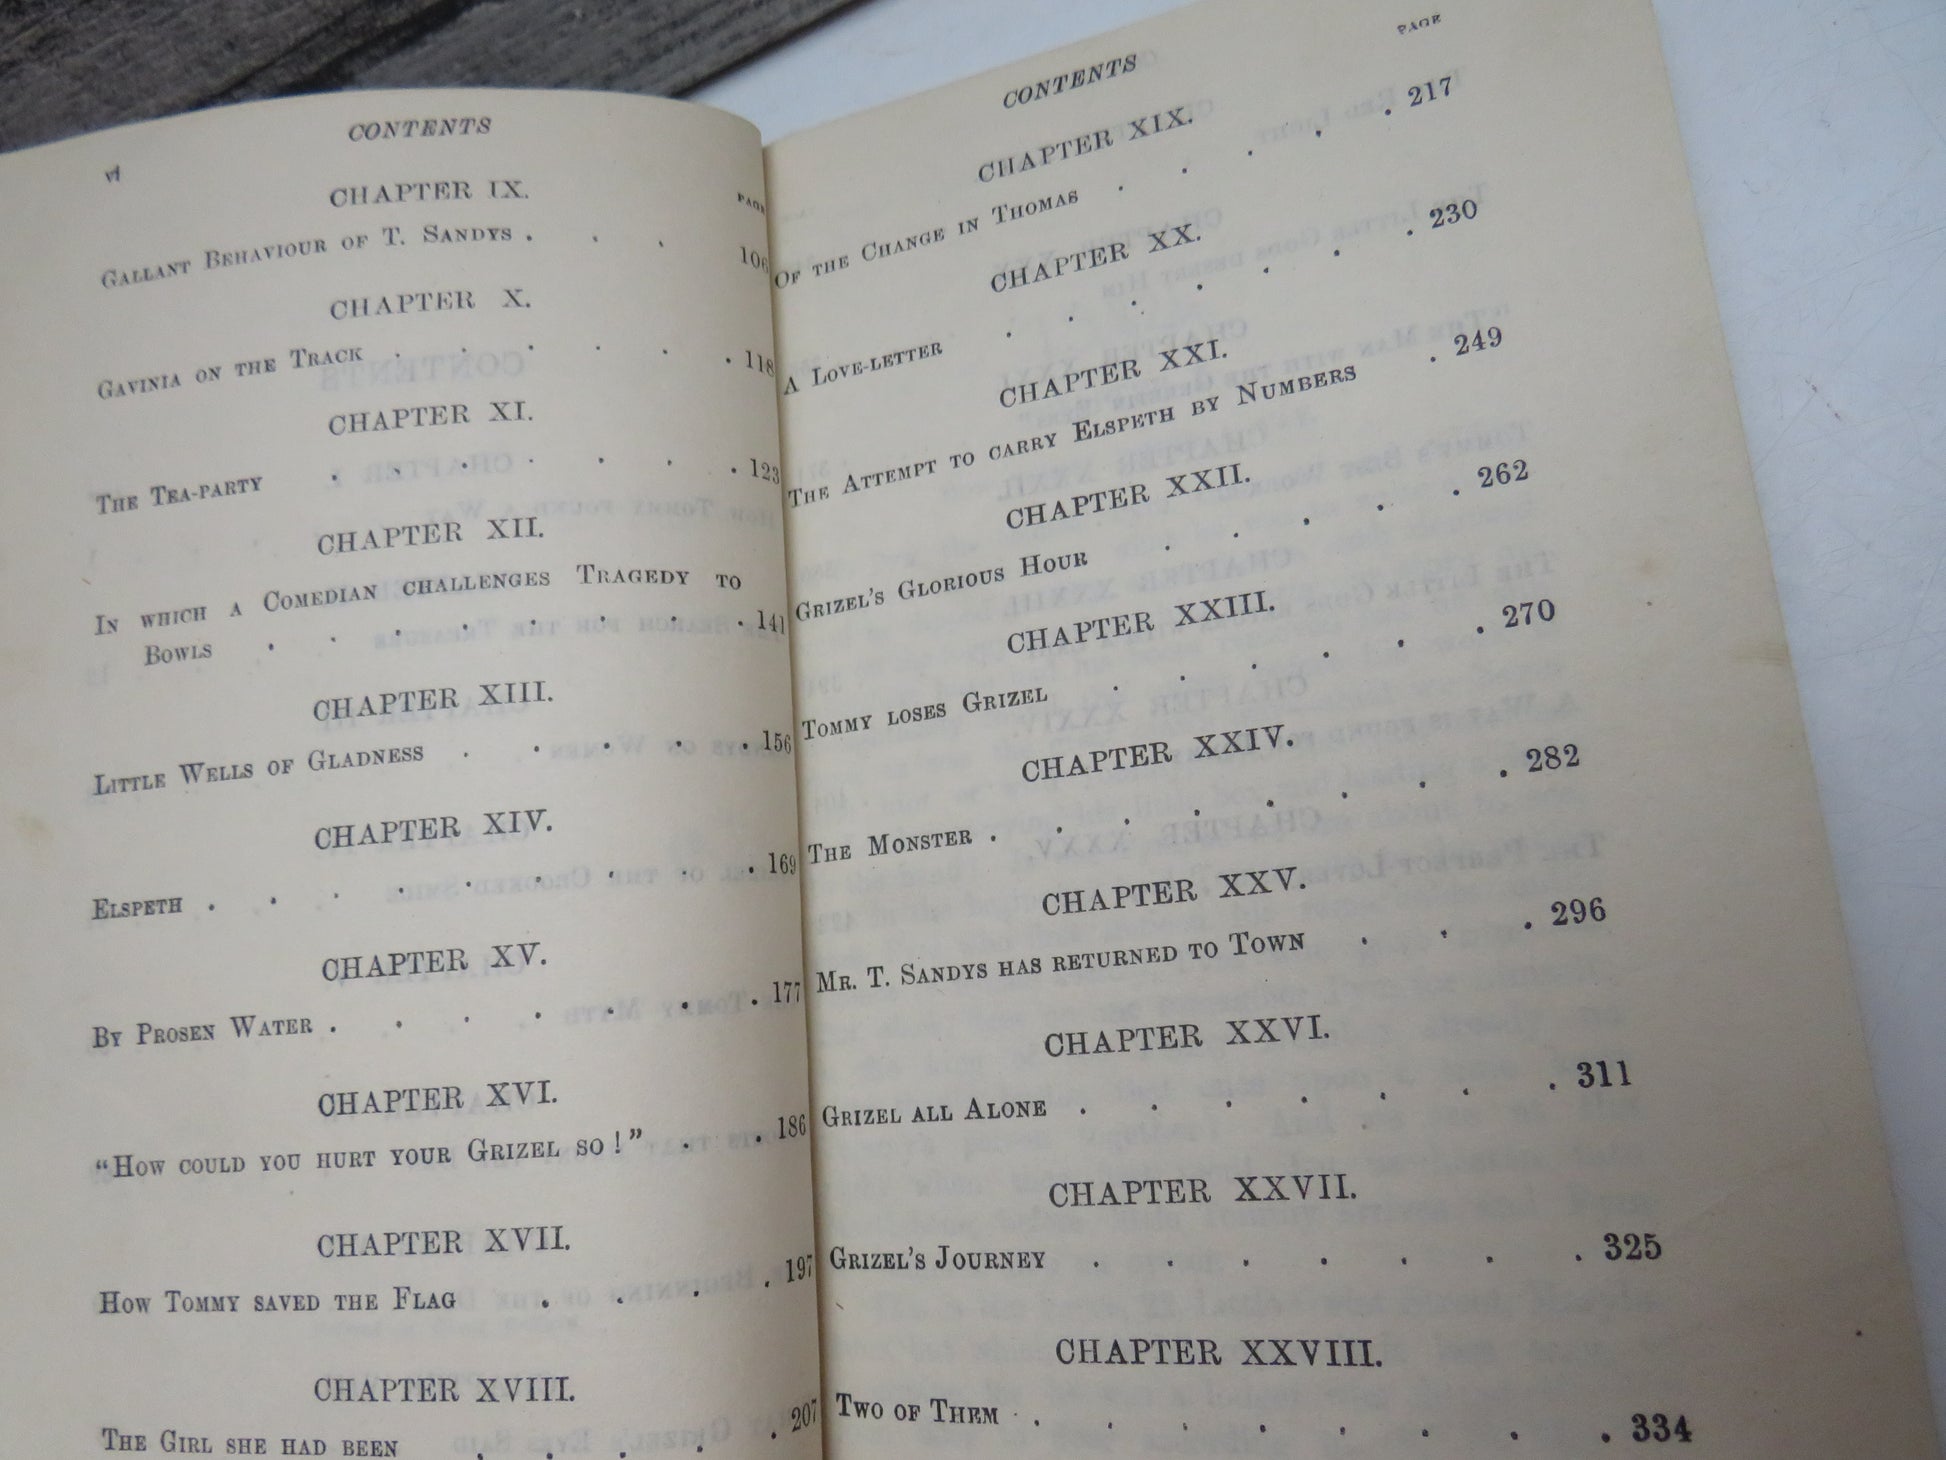 vi
CONTENTS
CHAPTER IX.
PAGE
GALLANT BEHAVIOUR OF T. SANDYS . . . 106
CHAPTER X.
GAVINIA ON THE TRACK . . . . . . 118
CHAPTER XI.
THE TEA-PARTY . . . . . . . 123
CHAPTER XII.
IN WHICH A COMEDIAN CHALLENGES TRAGEDY TO
BOWLS . . . . . . . . 141
CHAPTER XIII.
LITTLE WELLS OF GLADNESS . . . . . 156
CHAPTER XIV.
ELSPETH . . . . . . . . . 169
CHAPTER XV.
BY PROSEN WATER . . . . . . . 177
CHAPTER XVI.
“HOW COULD YOU HURT YOUR GRIZEL SO!” . . 186
CHAPTER XVII.
HOW TOMMY SAVED THE FLAG . . . . 197
CHAPTER XVIII.
THE GIRL SHE HAD BEEN . . . . . 207
CONTENTS
PAGE
CHAPTER XIX.
OF THE CHANGE IN THOMAS . . . . . 217
CHAPTER XX.
A LOVE-LETTER . . . . . . . 230
CHAPTER XXI.
THE ATTEMPT TO CARRY ELSPETH BY NUMBERS . 249
CHAPTER XXII.
GRIZEL'S GLORIOUS HOUR . . . . . 262
CHAPTER XXIII.
TOMMY LOSES GRIZEL . . . . . . 270
CHAPTER XXIV.
THE MONSTER . . . . . . . . 282
CHAPTER XXV.
MR. T. SANDYS HAS RETURNED TO TOWN . . . 296
CHAPTER XXVI.
GRIZEL ALL ALONE . . . . . . . 311
CHAPTER XXVII.
GRIZEL'S JOURNEY . . . . . . . 325
CHAPTER XXVIII.
TWO OF THEM . . . . . . . . 334